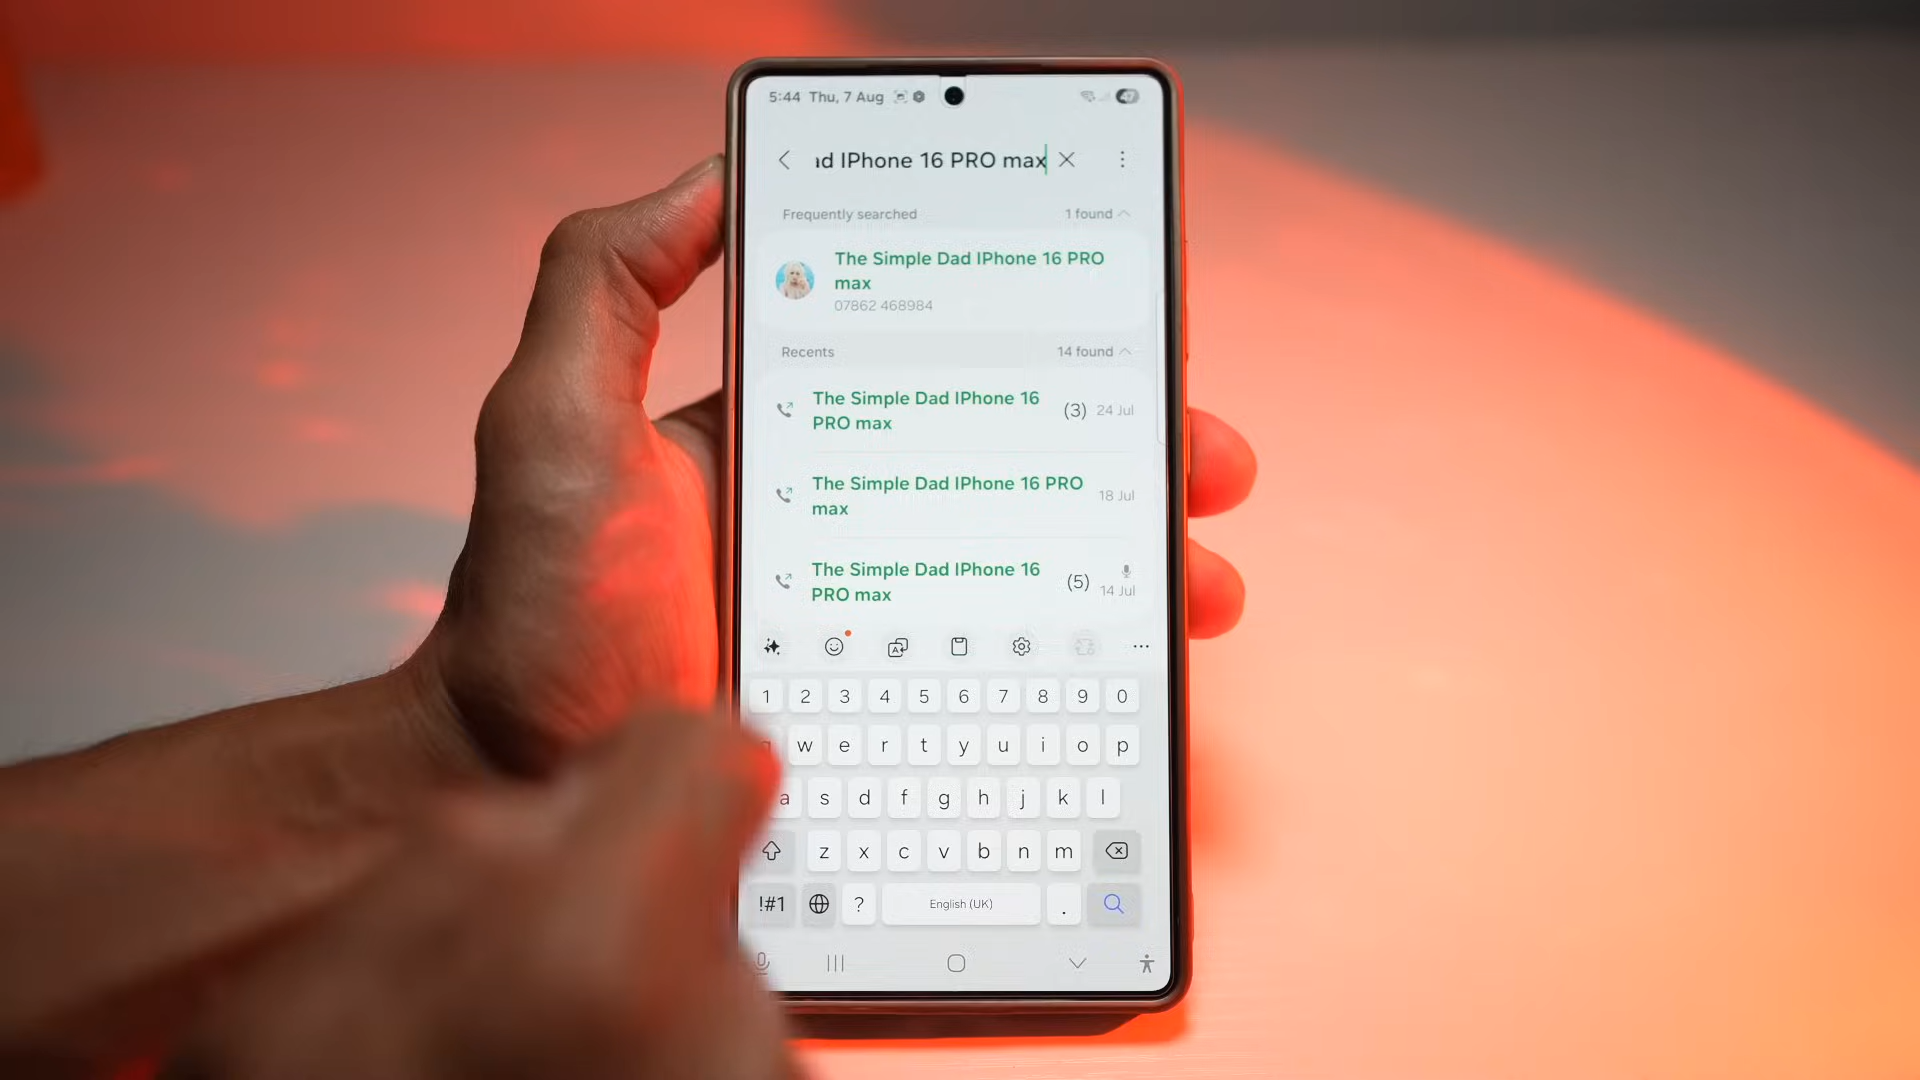 5:44 Thu, 7 Aug
ad IPhone 16 PRO max
Frequently searched 1 found
The Simple Dad IPhone 16 PRO
max
07862 468984
Recents 14 found
The Simple Dad IPhone 16
PRO max
(3) 24 Jul
The Simple Dad IPhone 16 PRO
max
18 Jul
The Simple Dad IPhone 16
PRO max
(5) 14 Jul
1 2 3 4 5 6 7 8 9 0
q w e r t y u i o p
a s d f g h j k l
z x c v b n m
!#1 ? English (UK) .